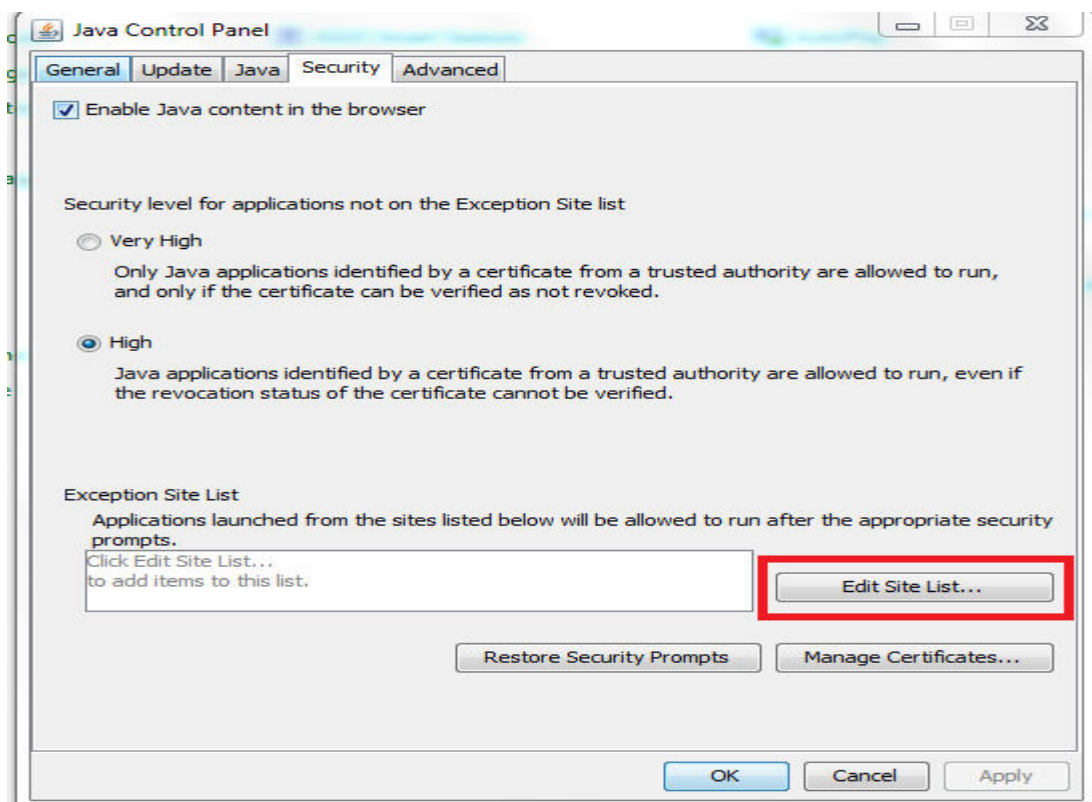 Java Control Panel
General Update Java Security Advanced
Enable Java content in the browser
Security level for applications not on the Exception Site list
Very High
Only Java applications identified by a certificate from a trusted authority are allowed to run,
and only if the certificate can be verified as not revoked.
High
Java applications identified by a certificate from a trusted authority are allowed to run, even if
the revocation status of the certificate cannot be verified.
Exception Site List
Applications launched from the sites listed below will be allowed to run after the appropriate security
prompts.
Click Edit Site List...
to add items to this list.
Edit Site List...
Restore Security Prompts Manage Certificates...
OK Cancel Apply